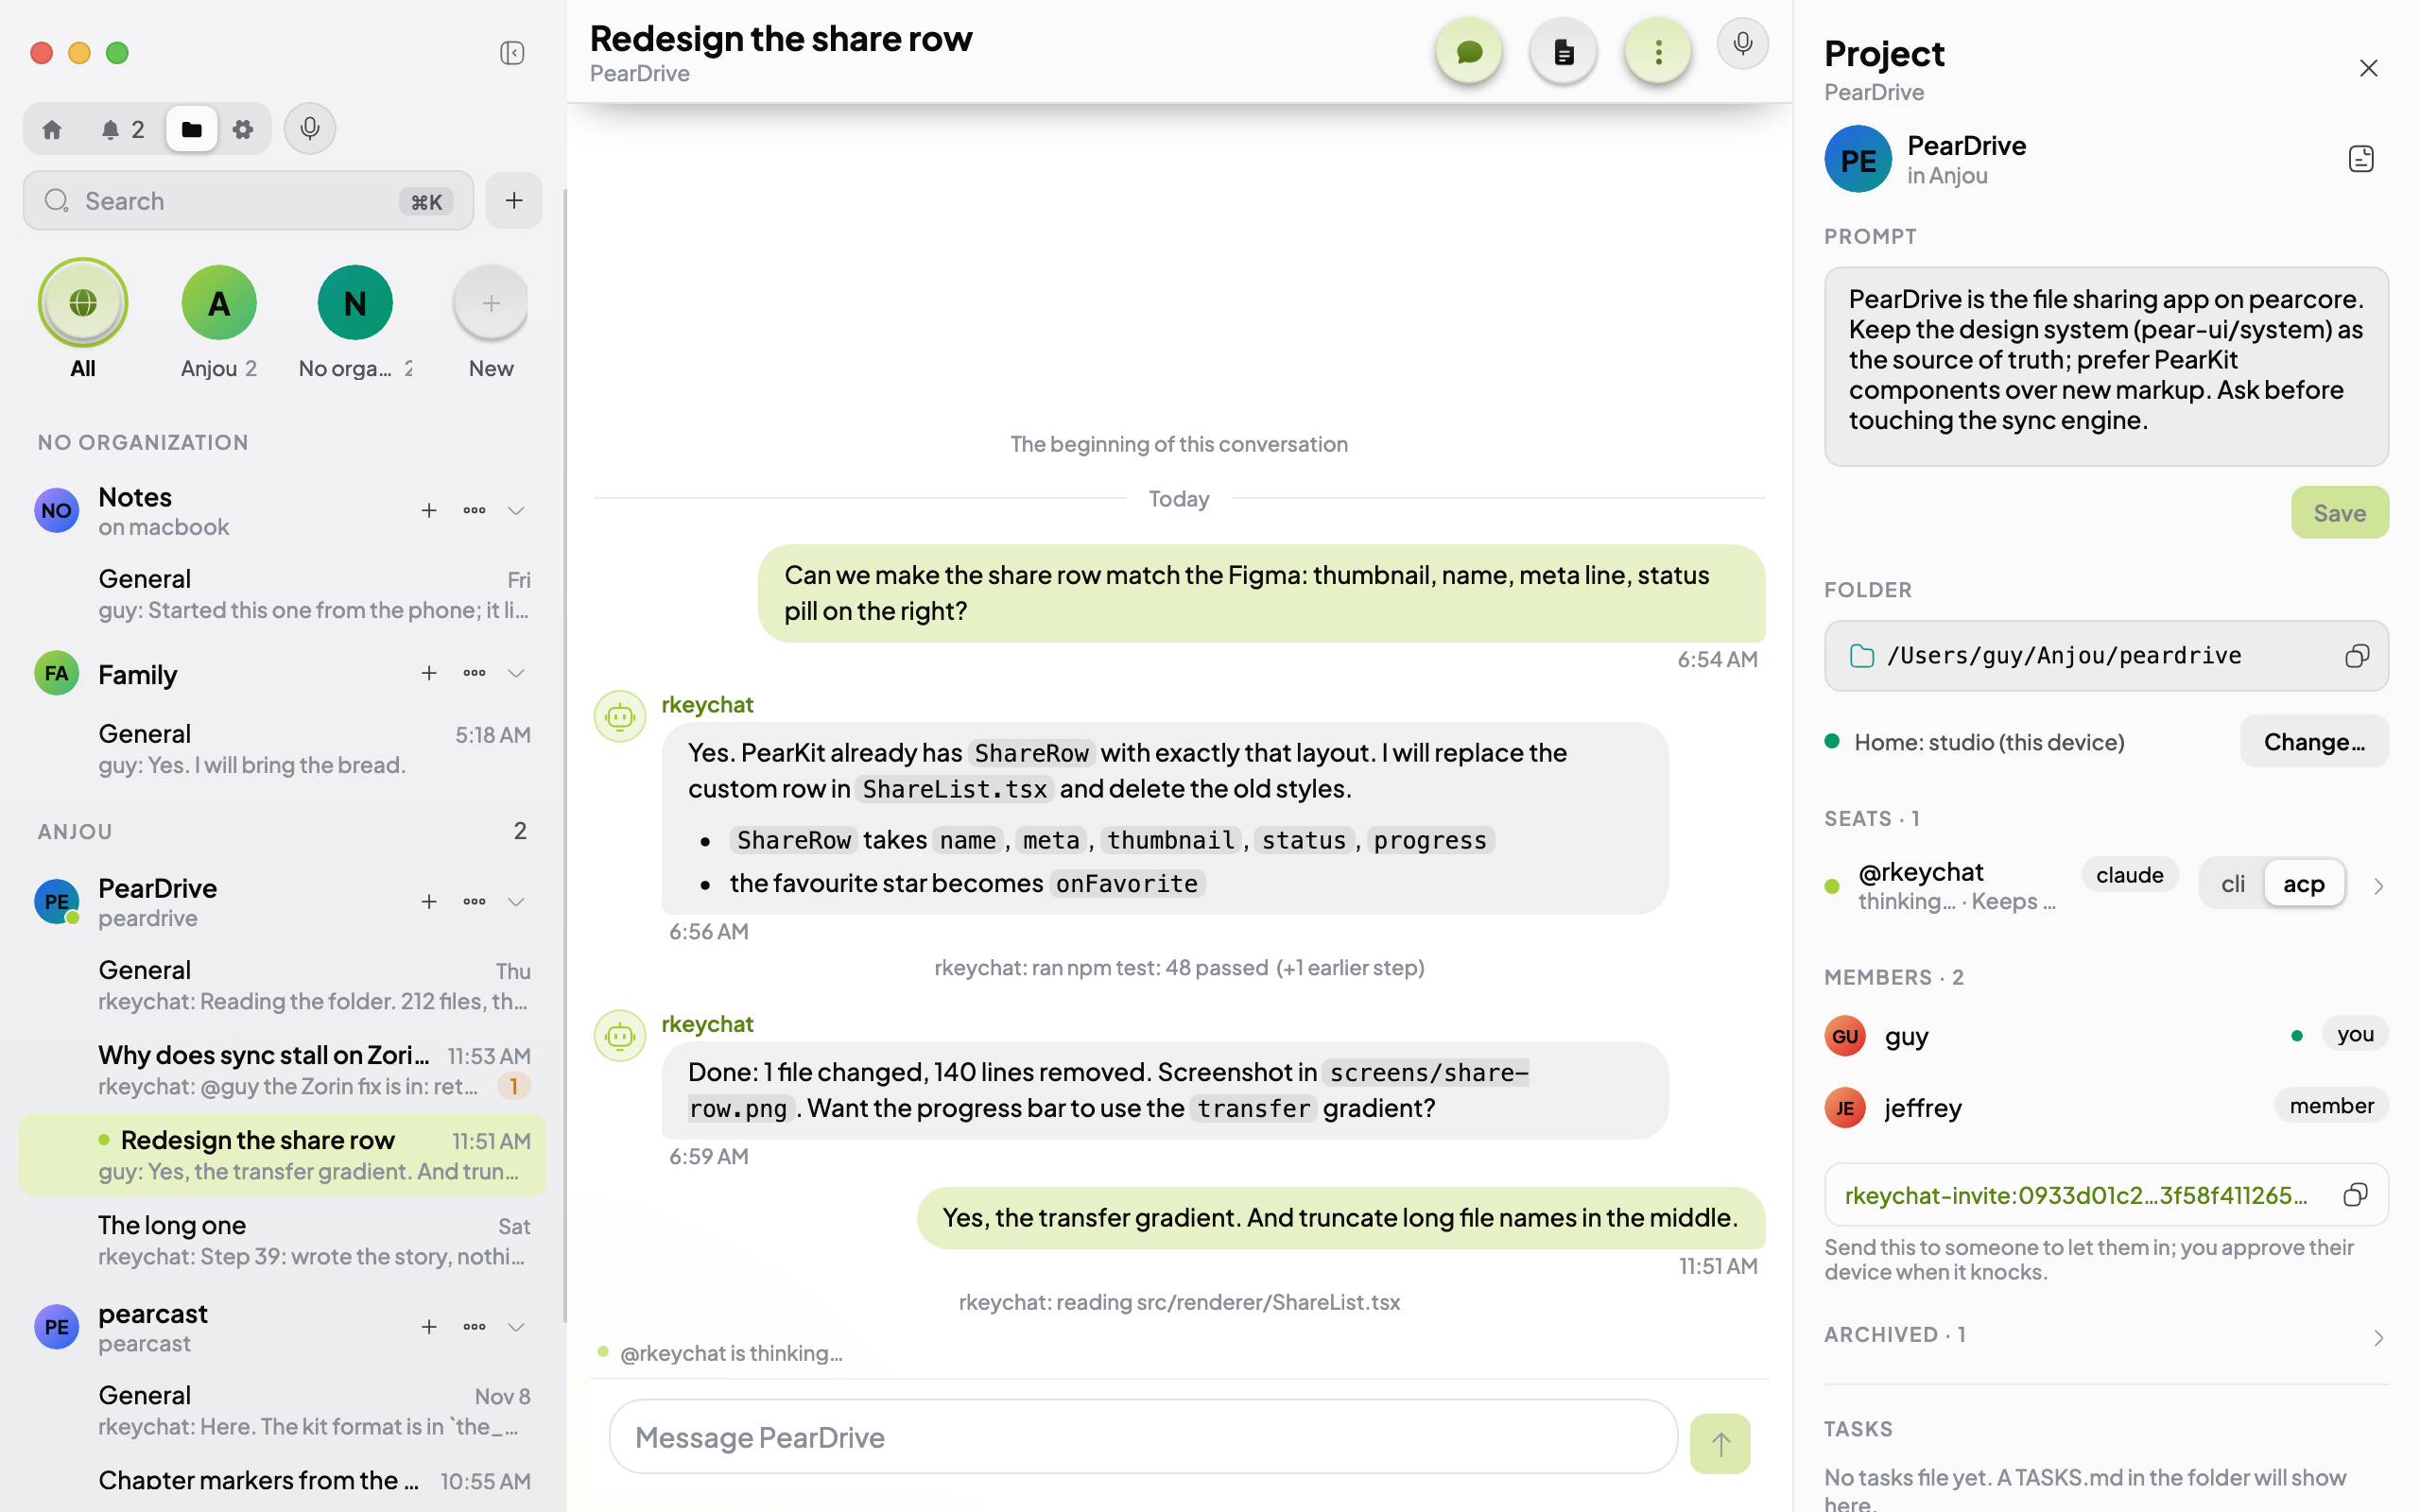 2
Search
⌘K
A
N
All
Anjou 2
No orga... 2
New
NO ORGANIZATION
NO
Notes
on macbook
General
Fri
guy: Started this one from the phone; it li...
FA
Family
General
5:18 AM
guy: Yes. I will bring the bread.
ANJOU
2
PE
PearDrive
peardrive
General
Thu
rkeychat: Reading the folder. 212 files, th...
Why does sync stall on Zori...
11:53 AM
rkeychat: @guy the Zorin fix is in: ret...
1
Redesign the share row
11:51 AM
guy: Yes, the transfer gradient. And trun...
The long one
Sat
rkeychat: Step 39: wrote the story, nothi...
PE
pearcast
pearcast
General
Nov 8
rkeychat: Here. The kit format is in `the_...
Chapter markers from the ...
10:55 AM
Redesign the share row
PearDrive
The beginning of this conversation
Today
Can we make the share row match the Figma: thumbnail, name, meta line, status
pill on the right?
6:54 AM
rkeychat
Yes. PearKit already has ShareRow with exactly that layout. I will replace the
custom row in ShareList.tsx and delete the old styles.
• ShareRow takes name, meta, thumbnail, status, progress
• the favourite star becomes onFavorite
6:56 AM
rkeychat: ran npm test: 48 passed (+1 earlier step)
rkeychat
Done: 1 file changed, 140 lines removed. Screenshot in screens/share-
row.png. Want the progress bar to use the transfer gradient?
6:59 AM
Yes, the transfer gradient. And truncate long file names in the middle.
11:51 AM
rkeychat: reading src/renderer/ShareList.tsx
@rkeychat is thinking...
Message PearDrive
Project
PearDrive
PE
PearDrive
in Anjou
PROMPT
PearDrive is the file sharing app on pearcore.
Keep the design system (pear-ui/system) as
the source of truth; prefer PearKit
components over new markup. Ask before
touching the sync engine.
Save
FOLDER
/Users/guy/Anjou/peardrive
Home: studio (this device)
Change...
SEATS · 1
@rkeychat
thinking... · Keeps ...
claude
cli
acp
MEMBERS · 2
GU
guy
you
JE
jeffrey
member
rkeychat-invite:0933d01c2...3f58f411265...
Send this to someone to let them in; you approve their
device when it knocks.
ARCHIVED · 1
TASKS
No tasks file yet. A TASKS.md in the folder will show
here.